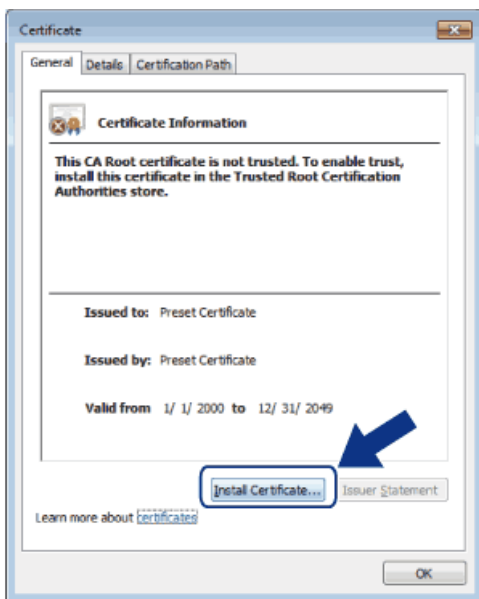 Certificate
General Details Certification Path
Certificate Information
This CA Root certificate is not trusted. To enable trust,
install this certificate in the Trusted Root Certification
Authorities store.
Issued to: Preset Certificate
Issued by: Preset Certificate
Valid from 1/ 1/ 2000 to 12/ 31/ 2049
Install Certificate... Issuer Statement
Learn more about certificates
OK